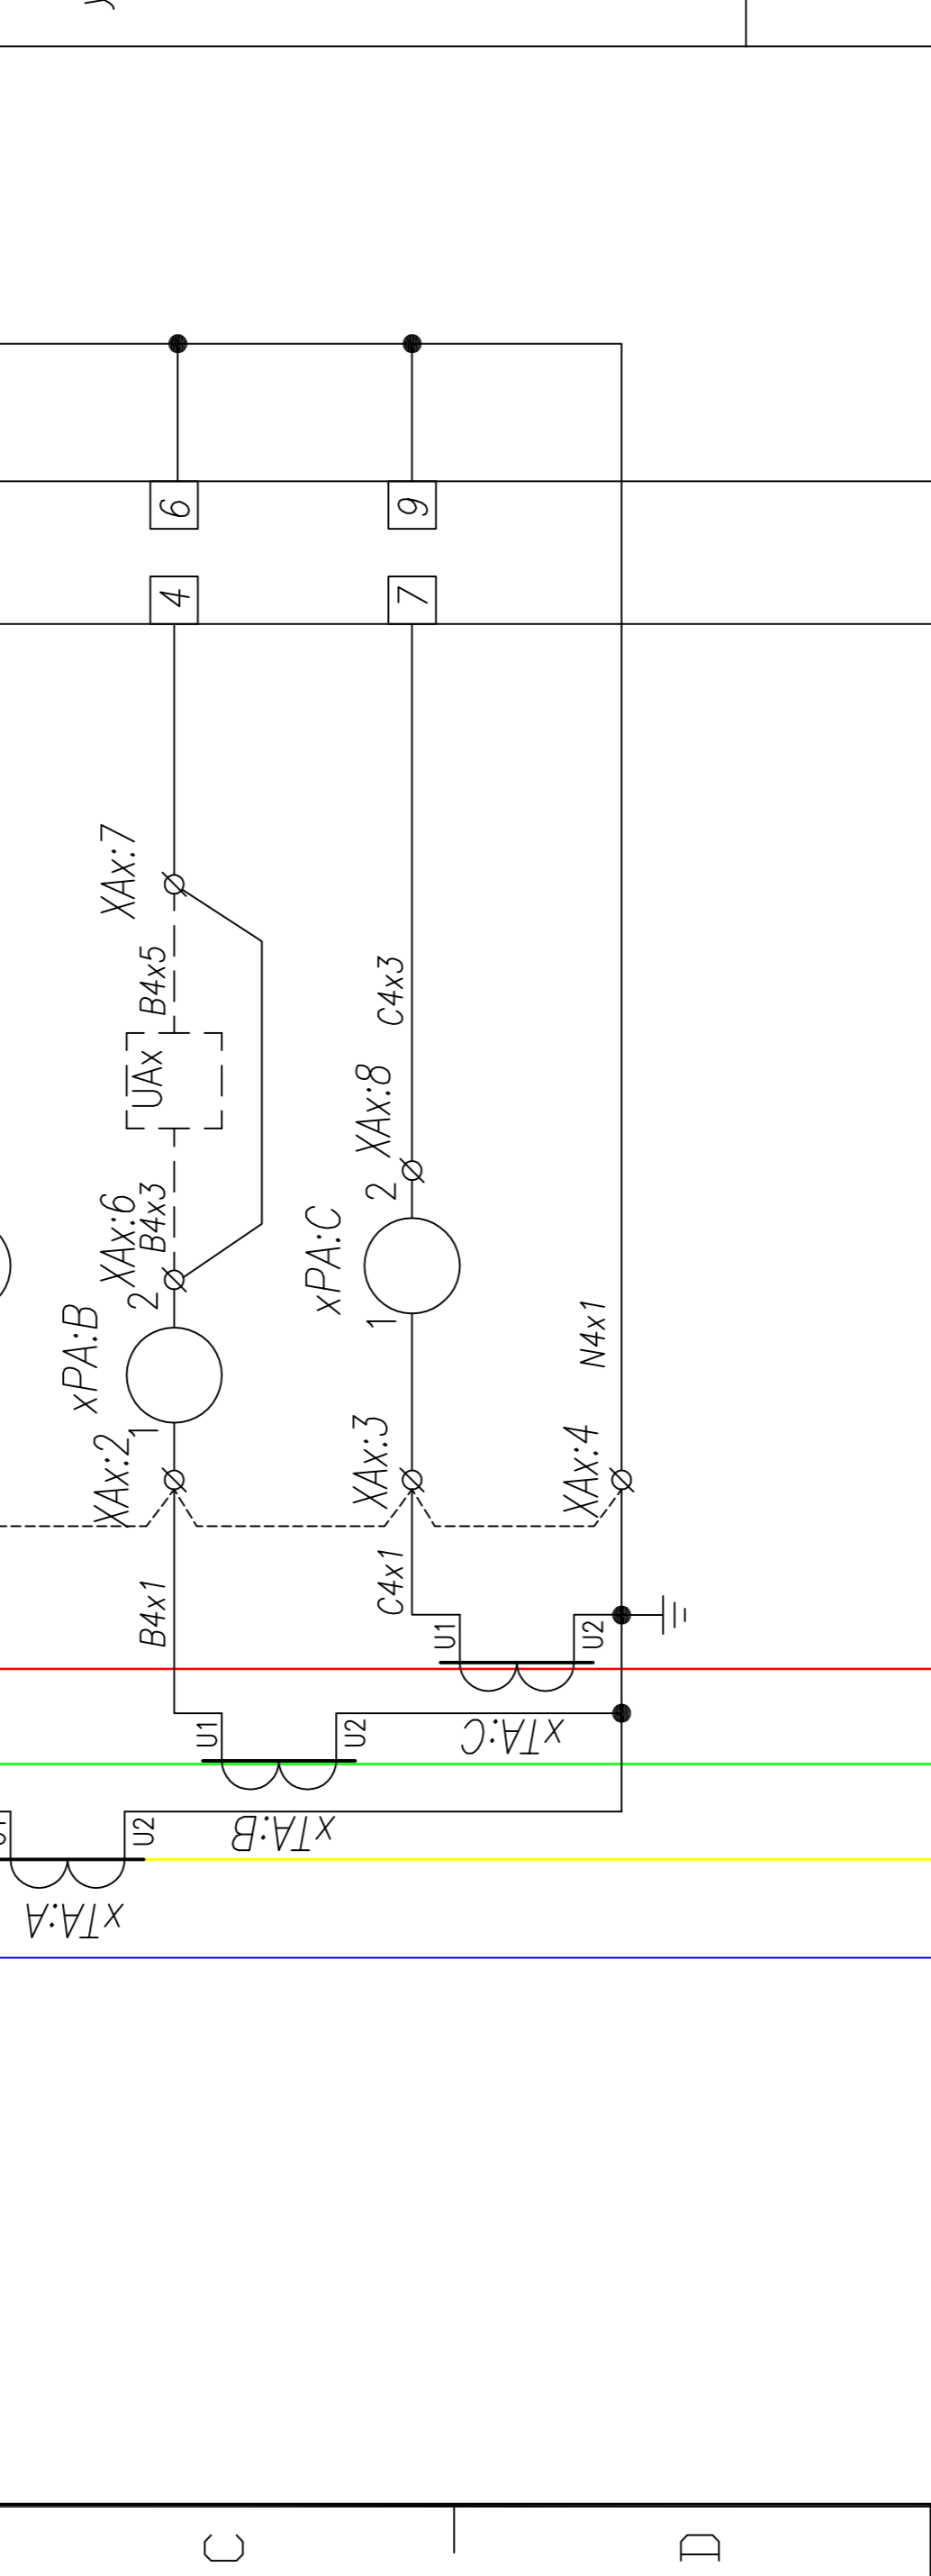 6
9
4
7
XAx:7
B4x5
C4x3
UAx
XAx:8
2
XAx:6
B4x3
2
xPA:C
xPA:B
1
N4x1
1
XAx:2
XAx:3
XAx:4
B4x1
C4x1
U1
U2
U1
U2
xTA:C
U2
xTA:B
xTA:A
C
D